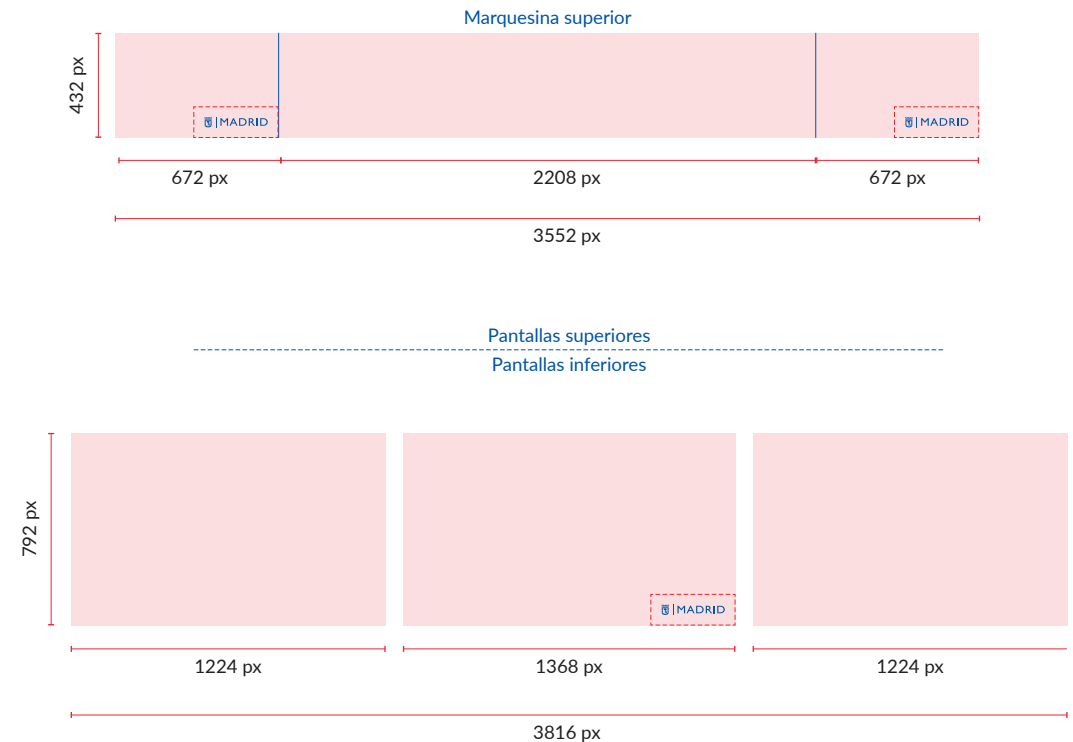 Marquesina superior
432 px
MADRID
MADRID
672 px
2208 px
672 px
3552 px
Pantallas superiores
Pantallas inferiores
792 px
MADRID
1224 px
1368 px
1224 px
3816 px